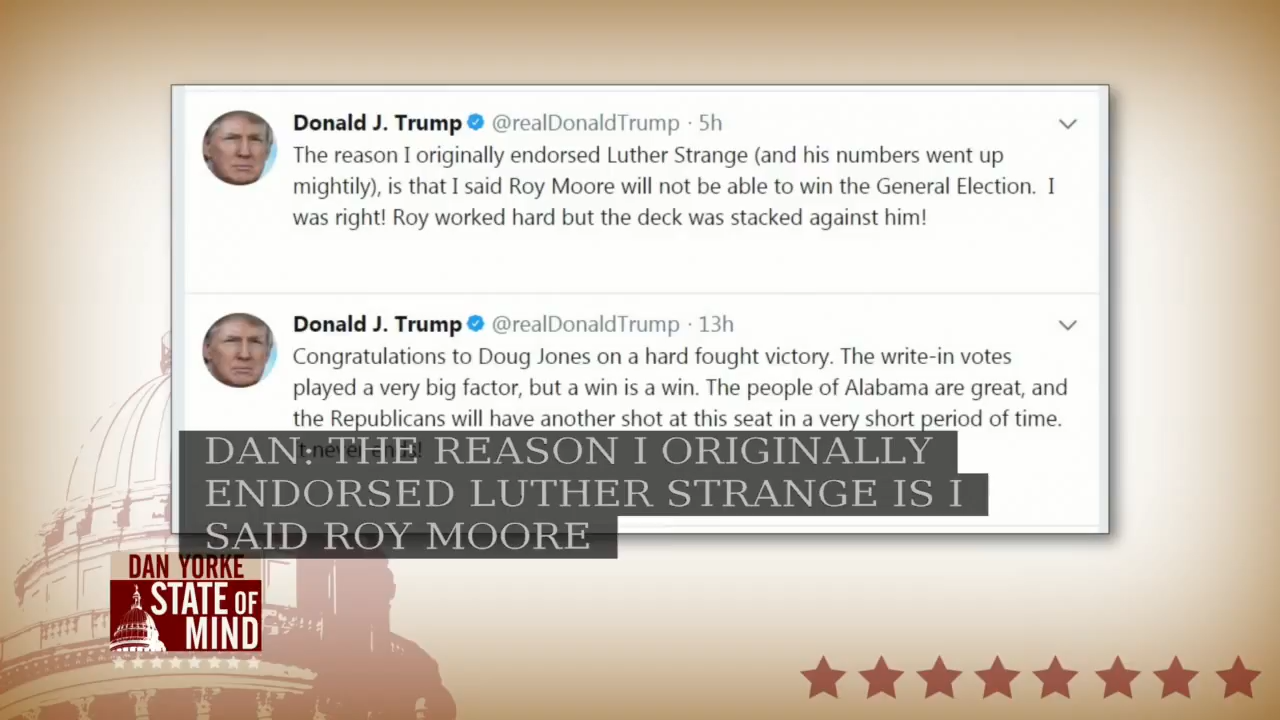 Donald J. Trump @realDonaldTrump · 5h
The reason I originally endorsed Luther Strange (and his numbers went up
mightily), is that I said Roy Moore will not be able to win the General Election. I
was right! Roy worked hard but the deck was stacked against him!
Donald J. Trump @realDonaldTrump · 13h
Congratulations to Doug Jones on a hard fought victory. The write-in votes
played a very big factor, but a win is a win. The people of Alabama are great, and
the Republicans will have another shot at this seat in a very short period of time.
It never ends!
DAN: THE REASON I ORIGINALLY
ENDORSED LUTHER STRANGE IS I
SAID ROY MOORE
DAN YORKE
STATE OF
MIND